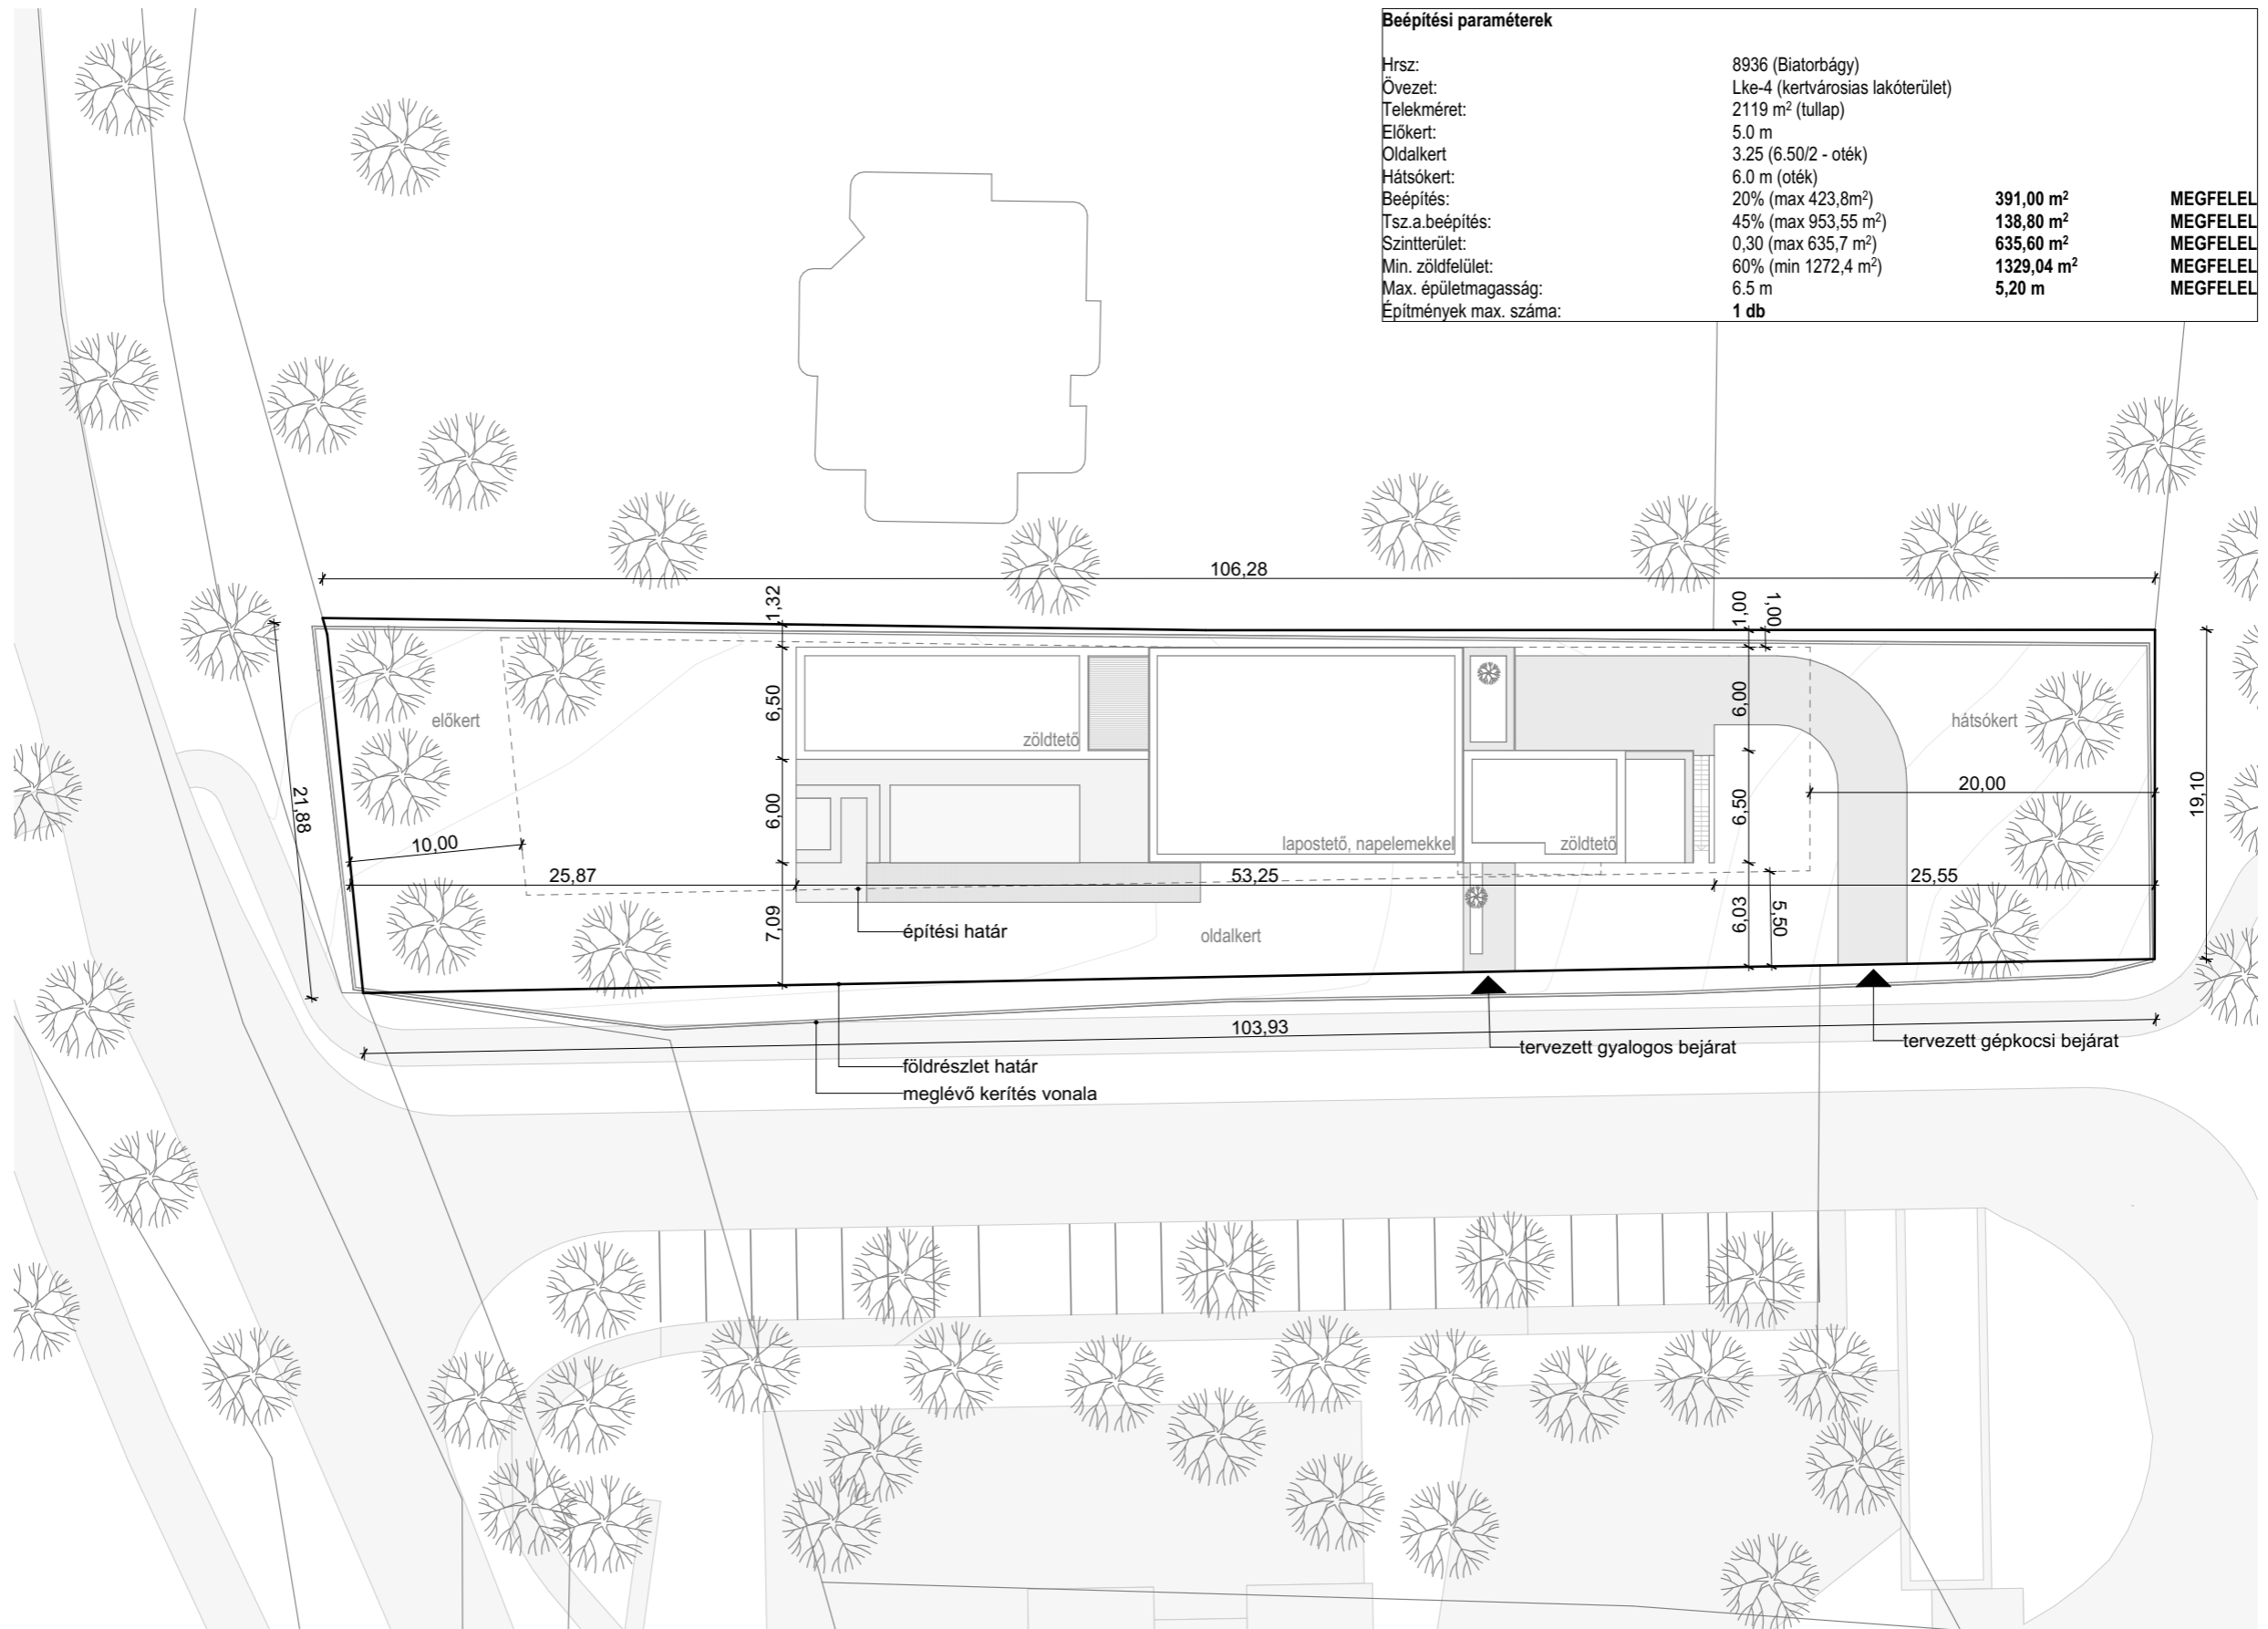 Beépítési paraméterek
Hrsz: 8936 (Biatorbágy)
Övezet: Lke-4 (kertvárosias lakóterület)
Telekméret: 2119 m² (tullap)
Előkert: 5.0 m
Oldalkert 3.25 (6.50/2 - oték)
Hátsókert: 6.0 m (oték)
Beépítés: 20% (max 423,8m²) 391,00 m² MEGFELEL
Tsz.a.beépítés: 45% (max 953,55 m²) 138,80 m² MEGFELEL
Szintterület: 0,30 (max 635,7 m²) 635,60 m² MEGFELEL
Min. zöldfelület: 60% (min 1272,4 m²) 1329,04 m² MEGFELEL
Max. épületmagasság: 6.5 m 5,20 m MEGFELEL
Építmények max. száma: 1 db
106,28
1,32
1,00
1,00
6,50
6,00
előkert
hátsókert
zöldtető
20,00
19,10
21,88
10,00
6,00
6,50
lapostető, napelemekkel
zöldtető
25,87
53,25
25,55
7,09
6,03
5,50
építési határ
oldalkert
103,93
tervezett gyalogos bejárat
tervezett gépkocsi bejárat
földrészlet határ
meglévő kerítés vonala